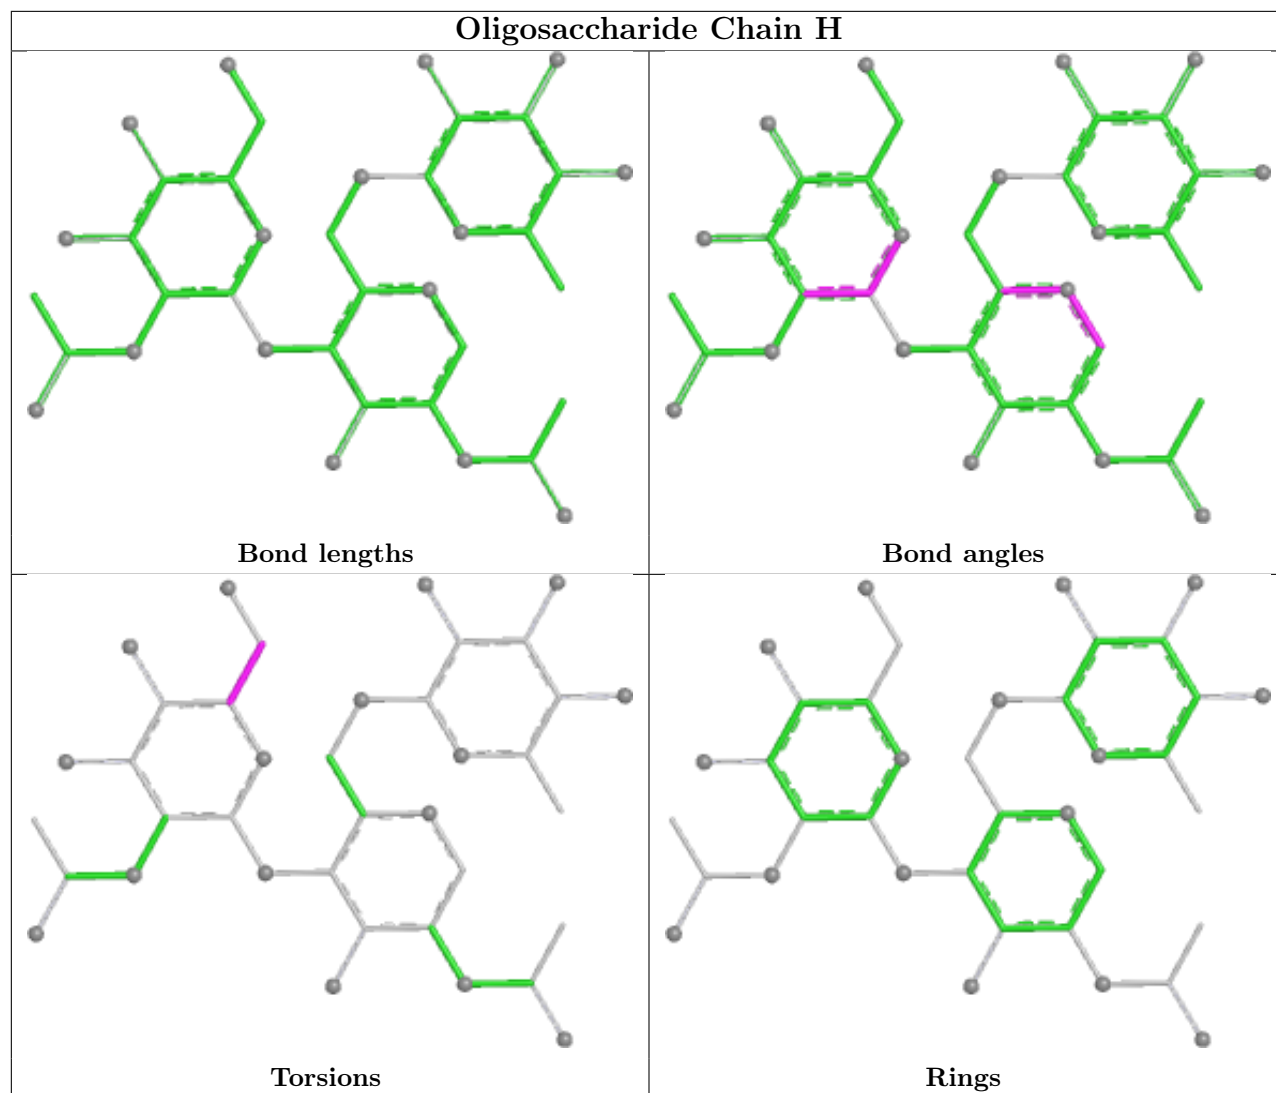 Oligosaccharide Chain H
Bond lengths
Bond angles
Torsions
Rings